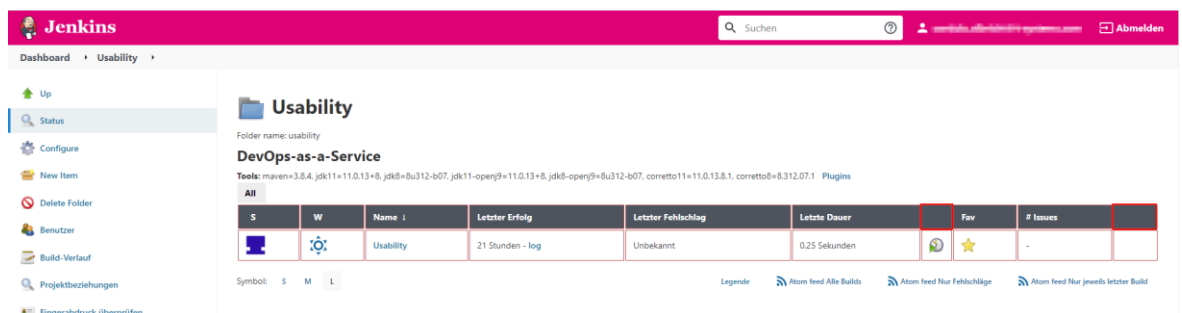 Jenkins
Suchen
Abmelden
Dashboard Usability
Up
Status
Configure
New Item
Delete Folder
Benutzer
Build-Verlauf
Projektbeziehungen
Fingerabdruck überprüfen
Usability
Folder name: usability
DevOps-as-a-Service
Tools: maven=3.8.4, jdk11=11.0.13+8, jdk8=8u312-b07, jdk11-openj9=11.0.13+8, jdk8-openj9=8u312-b07, corretto11=11.0.13.8.1, corretto8=8.312.07.1 Plugins
All
S W Name ↓ Letzter Erfolg Letzter Fehlschlag Letzte Dauer Fav # Issues
Usability 21 Stunden - log Unbekannt 0,25 Sekunden -
Symbol: S M L Legende Atom feed Alle Builds Atom feed Nur Fehlschläge Atom feed Nur jeweils letzter Build